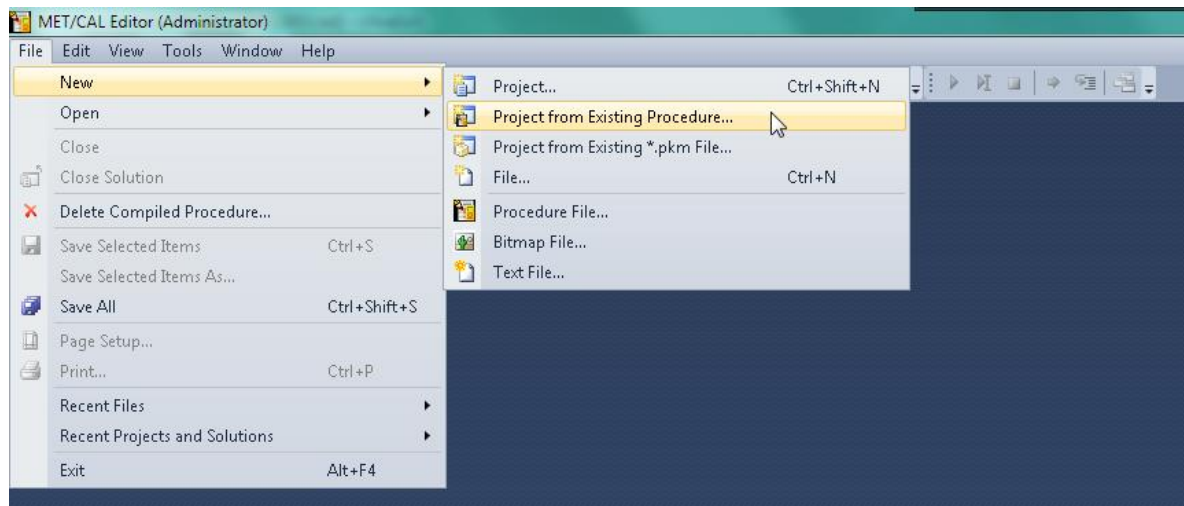 MET/CAL Editor (Administrator)
File Edit View Tools Window Help
New
Open
Close
Close Solution
Delete Compiled Procedure...
Save Selected Items Ctrl+S
Save Selected Items As...
Save All Ctrl+Shift+S
Page Setup...
Print... Ctrl+P
Recent Files
Recent Projects and Solutions
Exit Alt+F4
Project... Ctrl+Shift+N
Project from Existing Procedure...
Project from Existing *.pkm File...
File... Ctrl+N
Procedure File...
Bitmap File...
Text File...